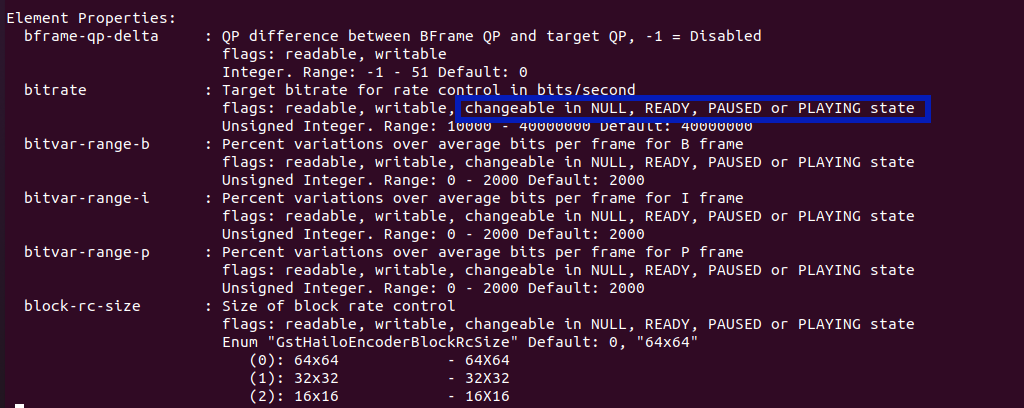 Element Properties:
bframe-qp-delta : QP difference between BFrame QP and target QP, -1 = Disabled
flags: readable, writable
Integer. Range: -1 - 51 Default: 0
bitrate : Target bitrate for rate control in bits/second
flags: readable, writable, changeable in NULL, READY, PAUSED or PLAYING state
Unsigned Integer. Range: 10000 - 40000000 Default: 40000000
bitvar-range-b : Percent variations over average bits per frame for B frame
flags: readable, writable, changeable in NULL, READY, PAUSED or PLAYING state
Unsigned Integer. Range: 0 - 2000 Default: 2000
bitvar-range-i : Percent variations over average bits per frame for I frame
flags: readable, writable, changeable in NULL, READY, PAUSED or PLAYING state
Unsigned Integer. Range: 0 - 2000 Default: 2000
bitvar-range-p : Percent variations over average bits per frame for P frame
flags: readable, writable, changeable in NULL, READY, PAUSED or PLAYING state
Unsigned Integer. Range: 0 - 2000 Default: 2000
block-rc-size : Size of block rate control
flags: readable, writable, changeable in NULL, READY, PAUSED or PLAYING state
Enum "GstHailoEncoderBlockRcSize" Default: 0, "64x64"
(0): 64x64 - 64X64
(1): 32x32 - 32X32
(2): 16x16 - 16X16